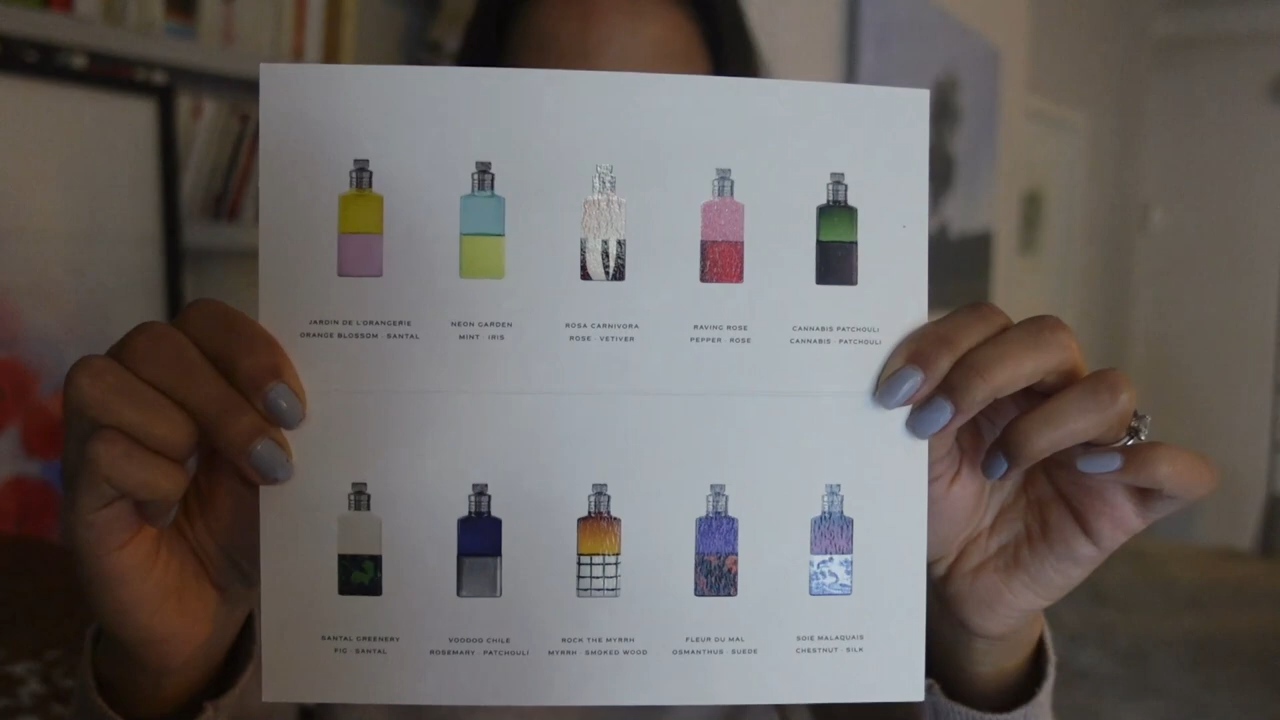 JARDIN DE L'ORANGERIE
ORANGE BLOSSOM · SANTAL
NEON GARDEN
MINT · IRIS
ROSA CARNIVORA
ROSE · VETIVER
RAVING ROSE
PEPPER · ROSE
CANNABIS PATCHOULI
CANNABIS · PATCHOULI
SANTAL GREENERY
FIG · SANTAL
VOODOO CHILE
ROSEMARY · PATCHOULI
ROCK THE MYRRH
MYRRH · SMOKED WOOD
FLEUR DU MAL
OSMANTHUS · SUEDE
SOIE MALAQUAIS
CHESTNUT · SILK